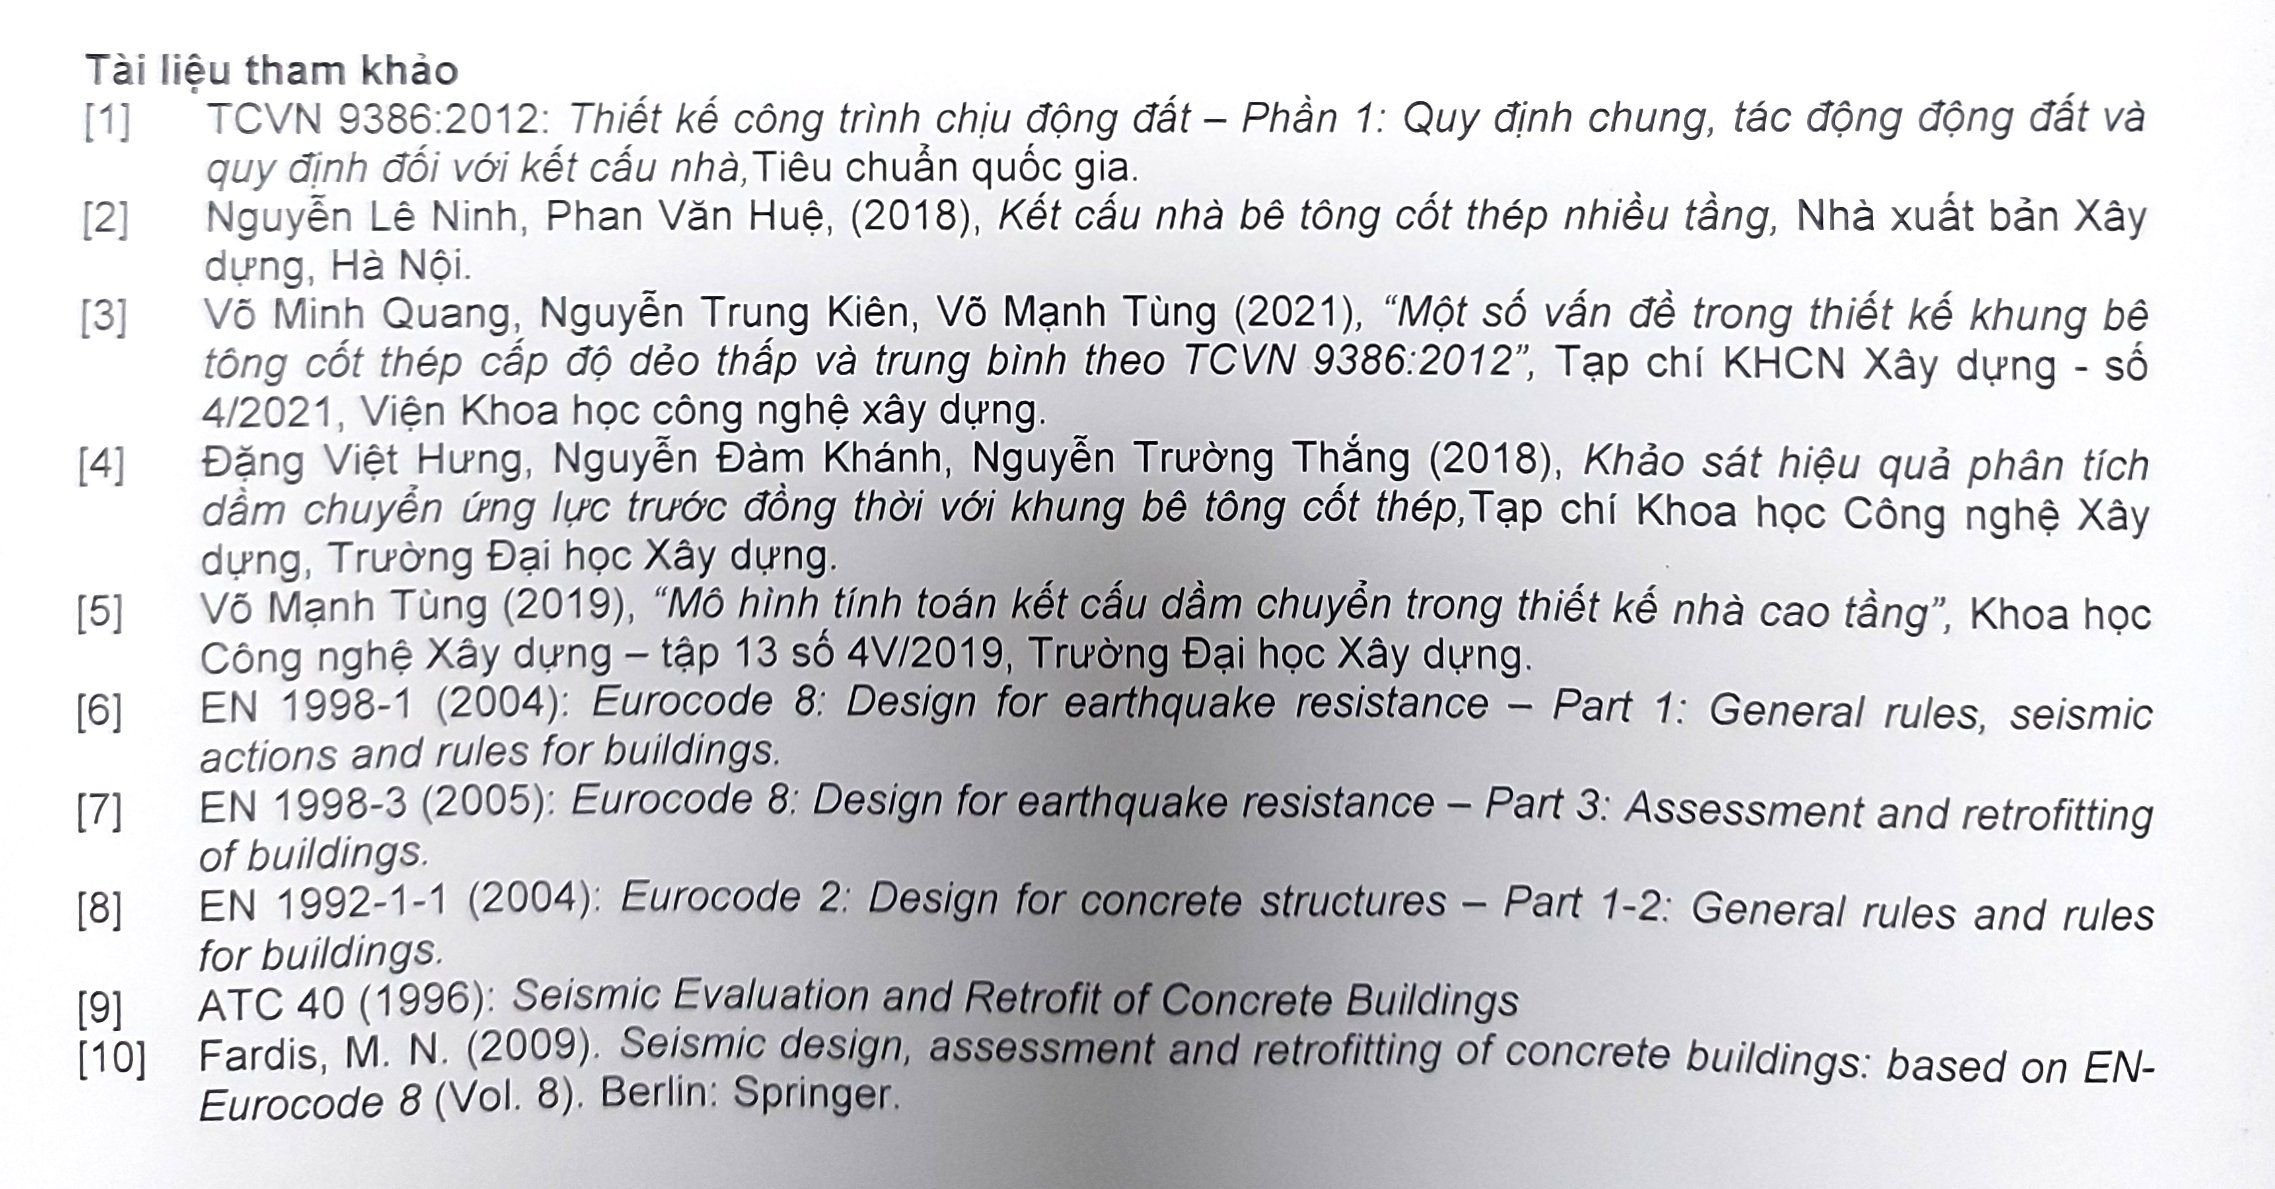 Tài liệu tham khảo
[1] TCVN 9386:2012: Thiết kế công trình chịu động đất – Phần 1: Quy định chung, tác động động đất và
quy định đối với kết cấu nhà,Tiêu chuẩn quốc gia.
[2] Nguyễn Lê Ninh, Phan Văn Huệ, (2018), Kết cấu nhà bê tông cốt thép nhiều tầng, Nhà xuất bản Xây
dựng, Hà Nội.
[3] Võ Minh Quang, Nguyễn Trung Kiên, Võ Mạnh Tùng (2021), “Một số vấn đề trong thiết kế khung bê
tông cốt thép cấp độ dẻo thấp và trung bình theo TCVN 9386:2012”, Tạp chí KHCN Xây dựng - số
4/2021, Viện Khoa học công nghệ xây dựng.
[4] Đặng Việt Hưng, Nguyễn Đàm Khánh, Nguyễn Trường Thắng (2018), Khảo sát hiệu quả phân tích
dầm chuyển ứng lực trước đồng thời với khung bê tông cốt thép,Tạp chí Khoa học Công nghệ Xây
dựng, Trường Đại học Xây dựng.
[5] Võ Mạnh Tùng (2019), “Mô hình tính toán kết cấu dầm chuyển trong thiết kế nhà cao tầng”, Khoa học
Công nghệ Xây dựng – tập 13 số 4V/2019, Trường Đại học Xây dựng.
[6] EN 1998-1 (2004): Eurocode 8: Design for earthquake resistance – Part 1: General rules, seismic
actions and rules for buildings.
[7] EN 1998-3 (2005): Eurocode 8: Design for earthquake resistance – Part 3: Assessment and retrofitting
of buildings.
[8] EN 1992-1-1 (2004): Eurocode 2: Design for concrete structures – Part 1-2: General rules and rules
for buildings.
[9] ATC 40 (1996): Seismic Evaluation and Retrofit of Concrete Buildings
[10] Fardis, M. N. (2009). Seismic design, assessment and retrofitting of concrete buildings: based on EN-
Eurocode 8 (Vol. 8). Berlin: Springer.